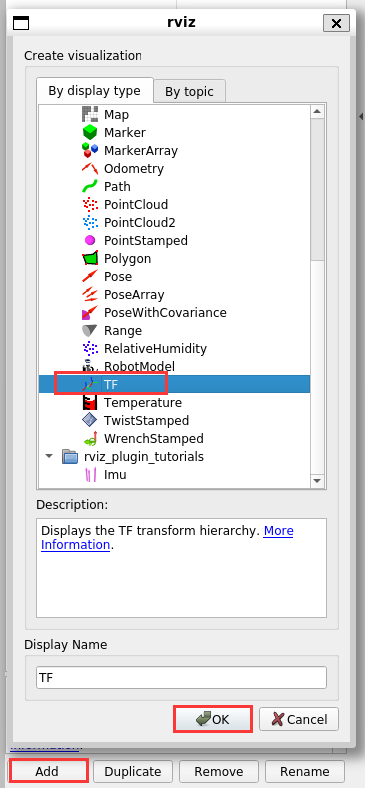 rviz
Create visualization
By display type
By topic
Map
Marker
MarkerArray
Odometry
Path
PointCloud
PointCloud2
PointStamped
Polygon
Pose
PoseArray
PoseWithCovariance
Range
RelativeHumidity
RobotModel
TF
Temperature
TwistStamped
WrenchStamped
rviz_plugin_tutorials
Imu
Description:
Displays the TF transform hierarchy. More
Information.
Display Name
TF
OK
Cancel
Information.
Add
Duplicate
Remove
Rename